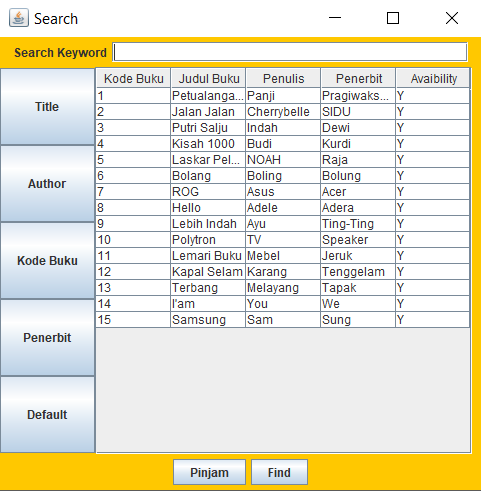 Search
Search Keyword
Title
Author
Kode Buku
Penerbit
Default
Kode Buku Judul Buku Penulis Penerbit Avaibility
1 Petualanga... Panji Pragiwaks... Y
2 Jalan Jalan Cherrybelle SIDU Y
3 Putri Salju Indah Dewi Y
4 Kisah 1000 Budi Kurdi Y
5 Laskar Pel... NOAH Raja Y
6 Bolang Boling Bolung Y
7 ROG Asus Acer Y
8 Hello Adele Adera Y
9 Lebih Indah Ayu Ting-Ting Y
10 Polytron TV Speaker Y
11 Lemari Buku Mebel Jeruk Y
12 Kapal Selam Karang Tenggelam Y
13 Terbang Melayang Tapak Y
14 I'am You We Y
15 Samsung Sam Sung Y
Pinjam Find